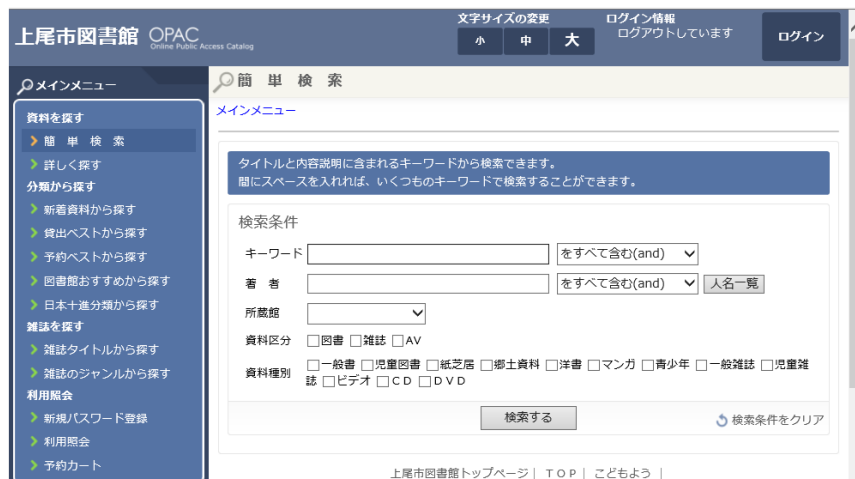 上尾市図書館 OPAC
Online Public Access Catalog
文字サイズの変更
小 中 大
ログイン情報
ログアウトしています
ログイン
メインメニュー
資料を探す
簡 単 検 索
詳しく探す
分類から探す
新着資料から探す
貸出ベストから探す
予約ベストから探す
図書館おすすめから探す
日本十進分類から探す
雑誌を探す
雑誌タイトルから探す
雑誌のジャンルから探す
利用照会
新規パスワード登録
利用照会
予約カート
簡 単 検 索
メインメニュー
タイトルと内容説明に含まれるキーワードから検索できます。
間にスペースを入れれば、いくつものキーワードで検索することができます。
検索条件
キーワード をすべて含む(and)
著 者 をすべて含む(and) 人名一覧
所蔵館
資料区分 図書 雑誌 AV
資料種別 一般書 児童図書 紙芝居 郷土資料 洋書 マンガ 青少年 一般雑誌 児童雑
誌 ビデオ CD DVD
検索する 検索条件をクリア
上尾市図書館トップページ| TOP| こどもよう |